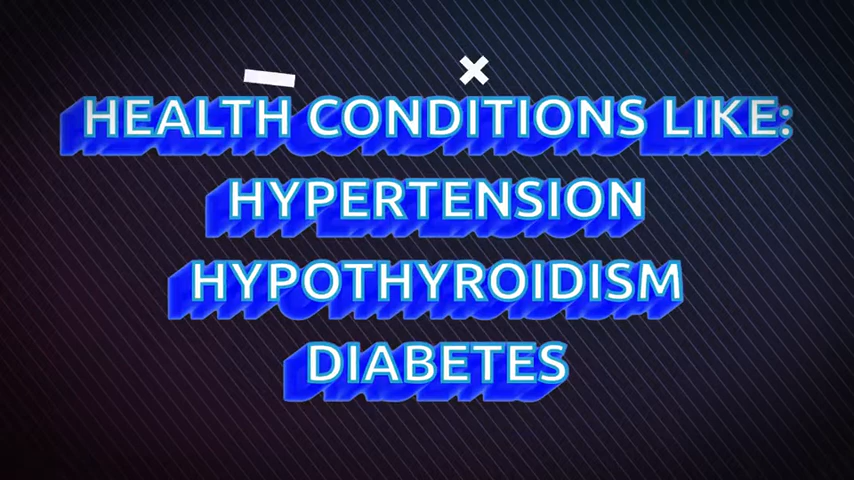 HEALTH CONDITIONS LIKE:
HYPERTENSION
HYPOTHYROIDISM
DIABETES